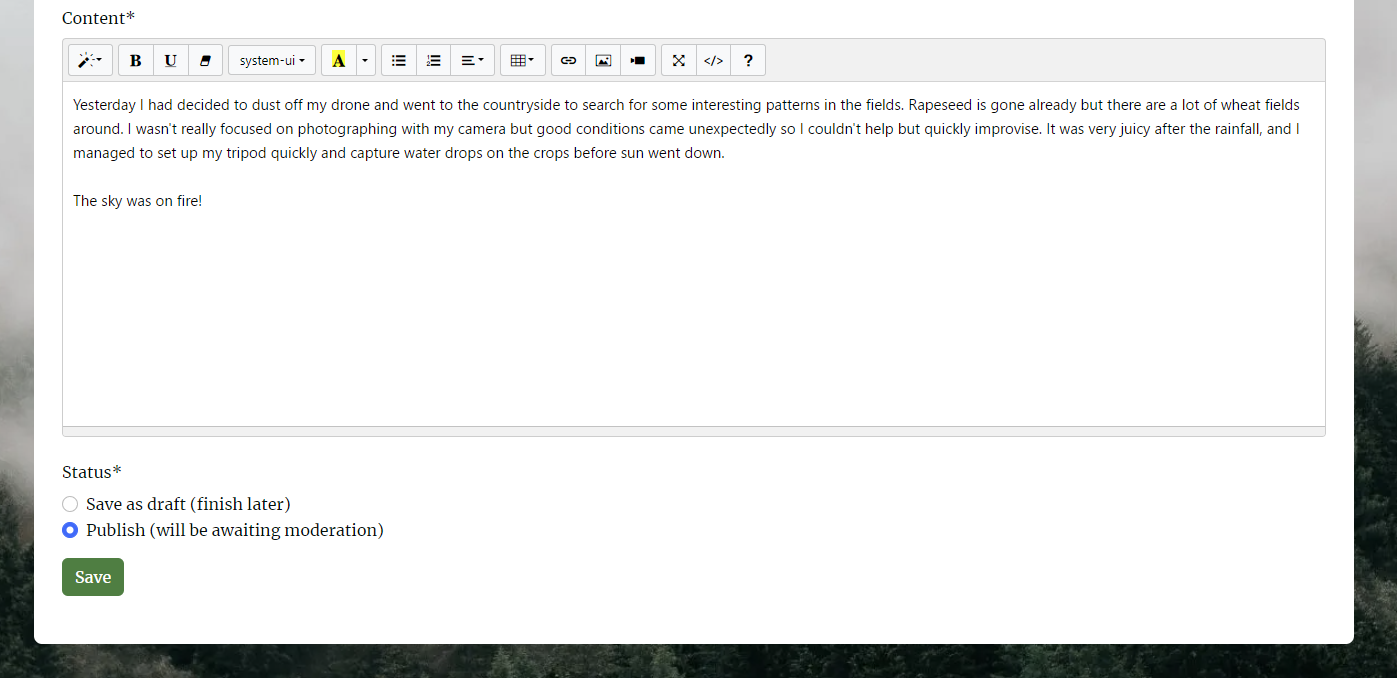 Content*
B U system-ui A </> ?
Yesterday I had decided to dust off my drone and went to the countryside to search for some interesting patterns in the fields. Rapeseed is gone already but there are a lot of wheat fields
around. I wasn't really focused on photographing with my camera but good conditions came unexpectedly so I couldn't help but quickly improvise. It was very juicy after the rainfall, and I
managed to set up my tripod quickly and capture water drops on the crops before sun went down.
The sky was on fire!
Status*
Save as draft (finish later)
Publish (will be awaiting moderation)
Save